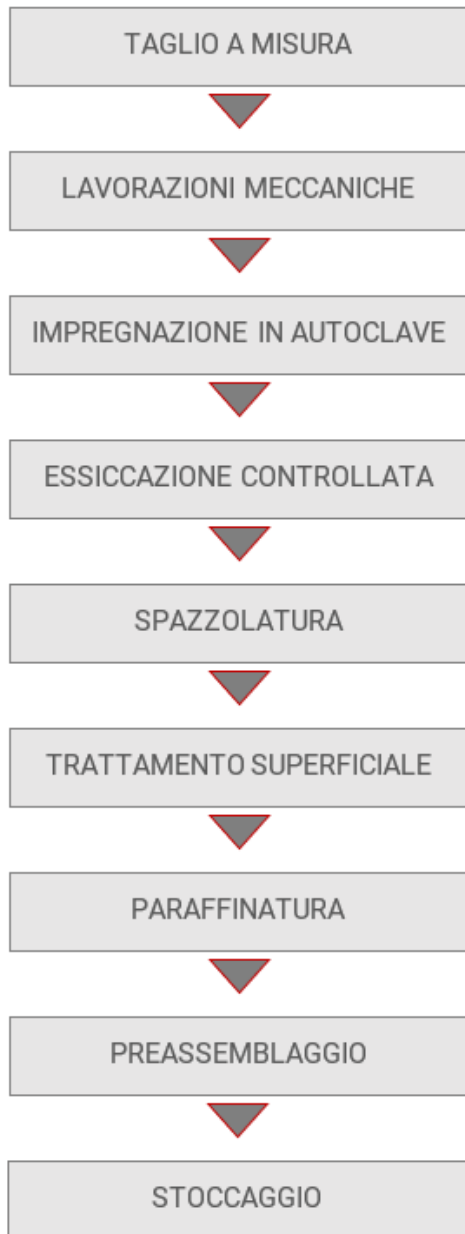 TAGLIO A MISURA
LAVORAZIONI MECCANICHE
IMPREGNAZIONE IN AUTOCLAVE
ESSICCAZIONE CONTROLLATA
SPAZZOLATURA
TRATTAMENTO SUPERFICIALE
PARAFFINATURA
PREASSEMBLAGGIO
STOCCAGGIO